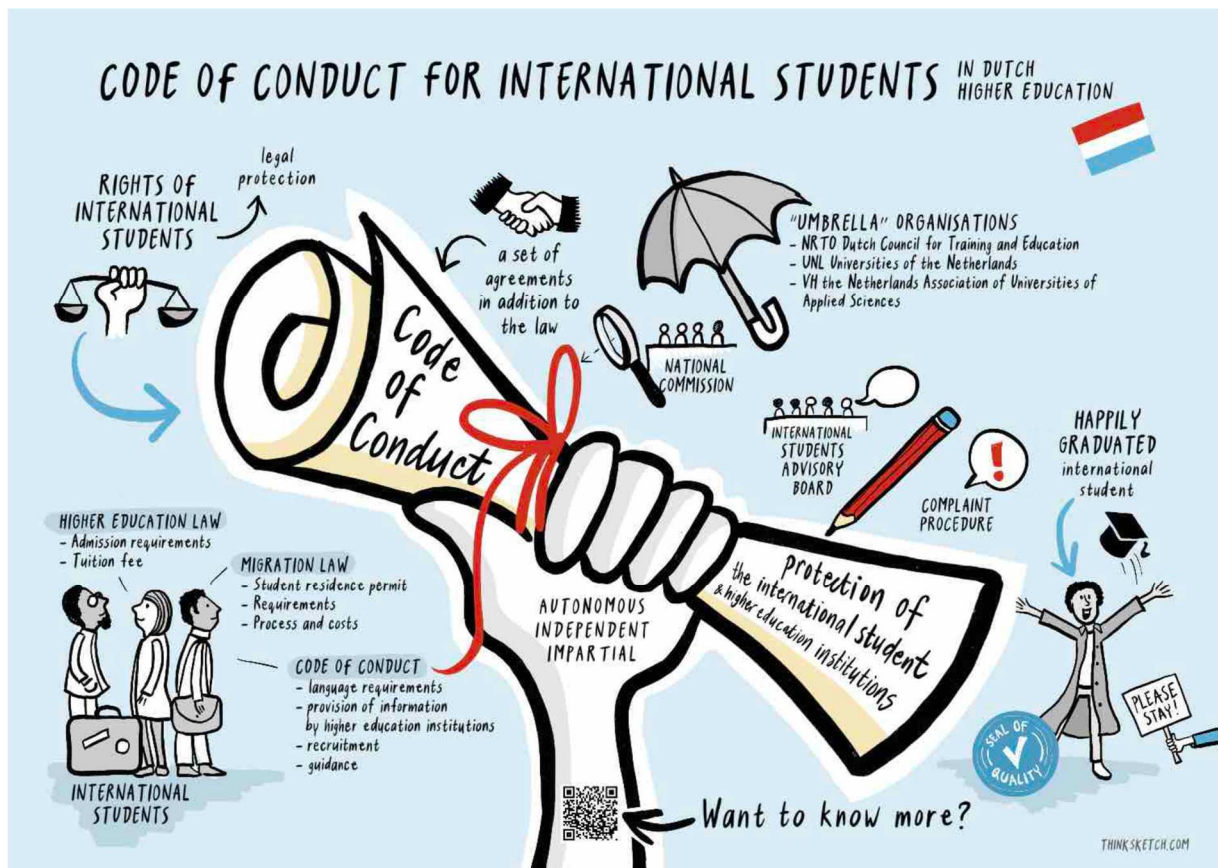 CODE OF CONDUCT FOR INTERNATIONAL STUDENTS
IN DUTCH
HIGHER EDUCATION
RIGHTS OF
INTERNATIONAL
STUDENTS
legal
protection
a set of
agreements
in addition to
the law
"UMBRELLA" ORGANISATIONS
- NRTO Dutch Council for Training and Education
- UNL Universities of the Netherlands
- VH the Netherlands Association of Universities of
Applied Sciences
NATIONAL
COMMISSION
Code
of
Conduct
INTERNATIONAL
STUDENTS
ADVISORY
BOARD
!
COMPLAINT
PROCEDURE
HAPPILY
GRADUATED
international
student
HIGHER EDUCATION LAW
- Admission requirements
- Tuition fee
MIGRATION LAW
- Student residence permit
- Requirements
- Process and costs
CODE OF CONDUCT
- language requirements
- provision of information
by higher education institutions
- recruitment
- guidance
INTERNATIONAL
STUDENTS
AUTONOMOUS
INDEPENDENT
IMPARTIAL
Protection of
the international student
& higher education institutions
PLEASE
STAY!
SEAL OF
QUALITY
Want to know more?
THINKSKETCH.COM